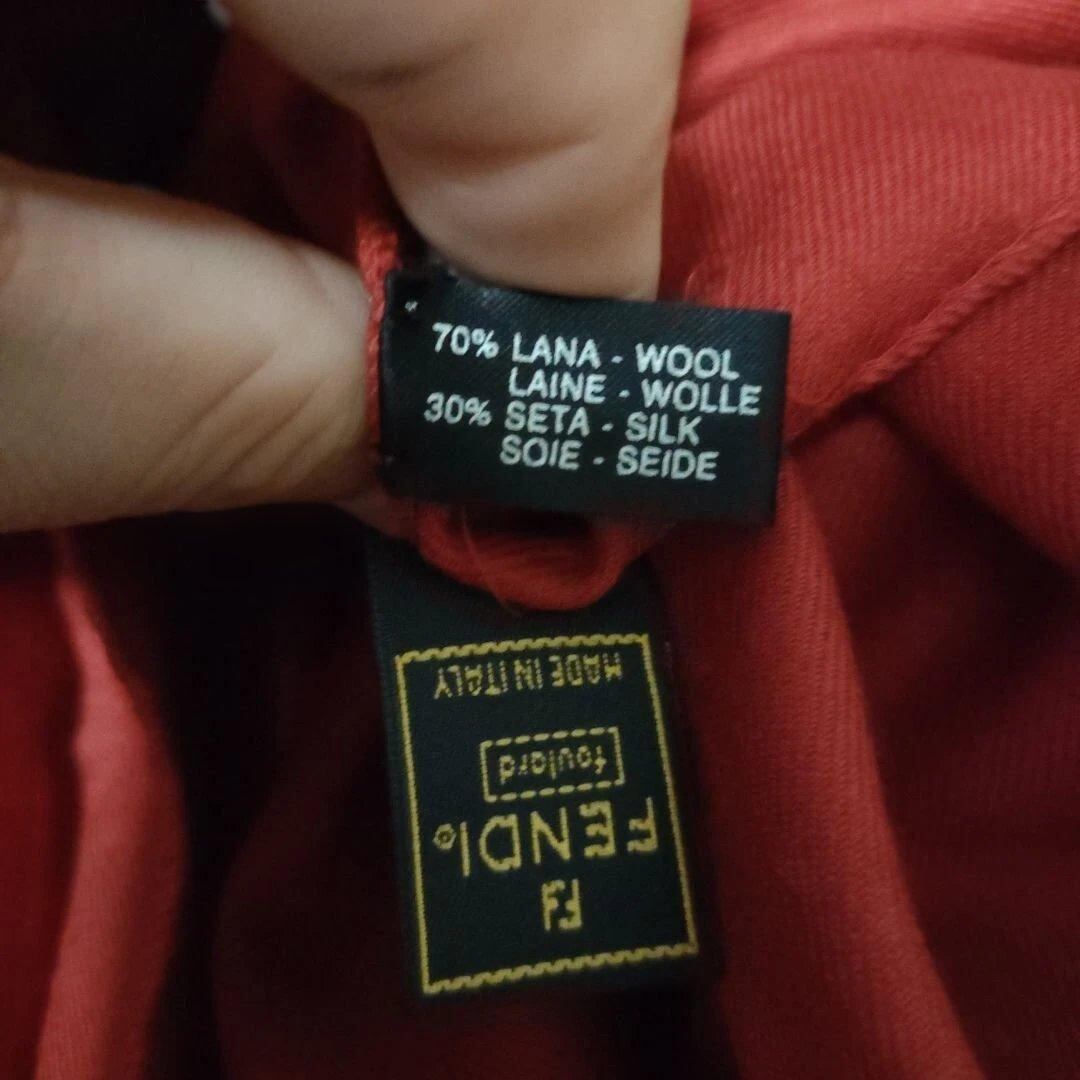 70% LANA - WOOL
LAINE - WOLLE
30% SETA - SILK
SOIE - SEIDE
FF
FENDI®
foulard
MADE IN ITALY